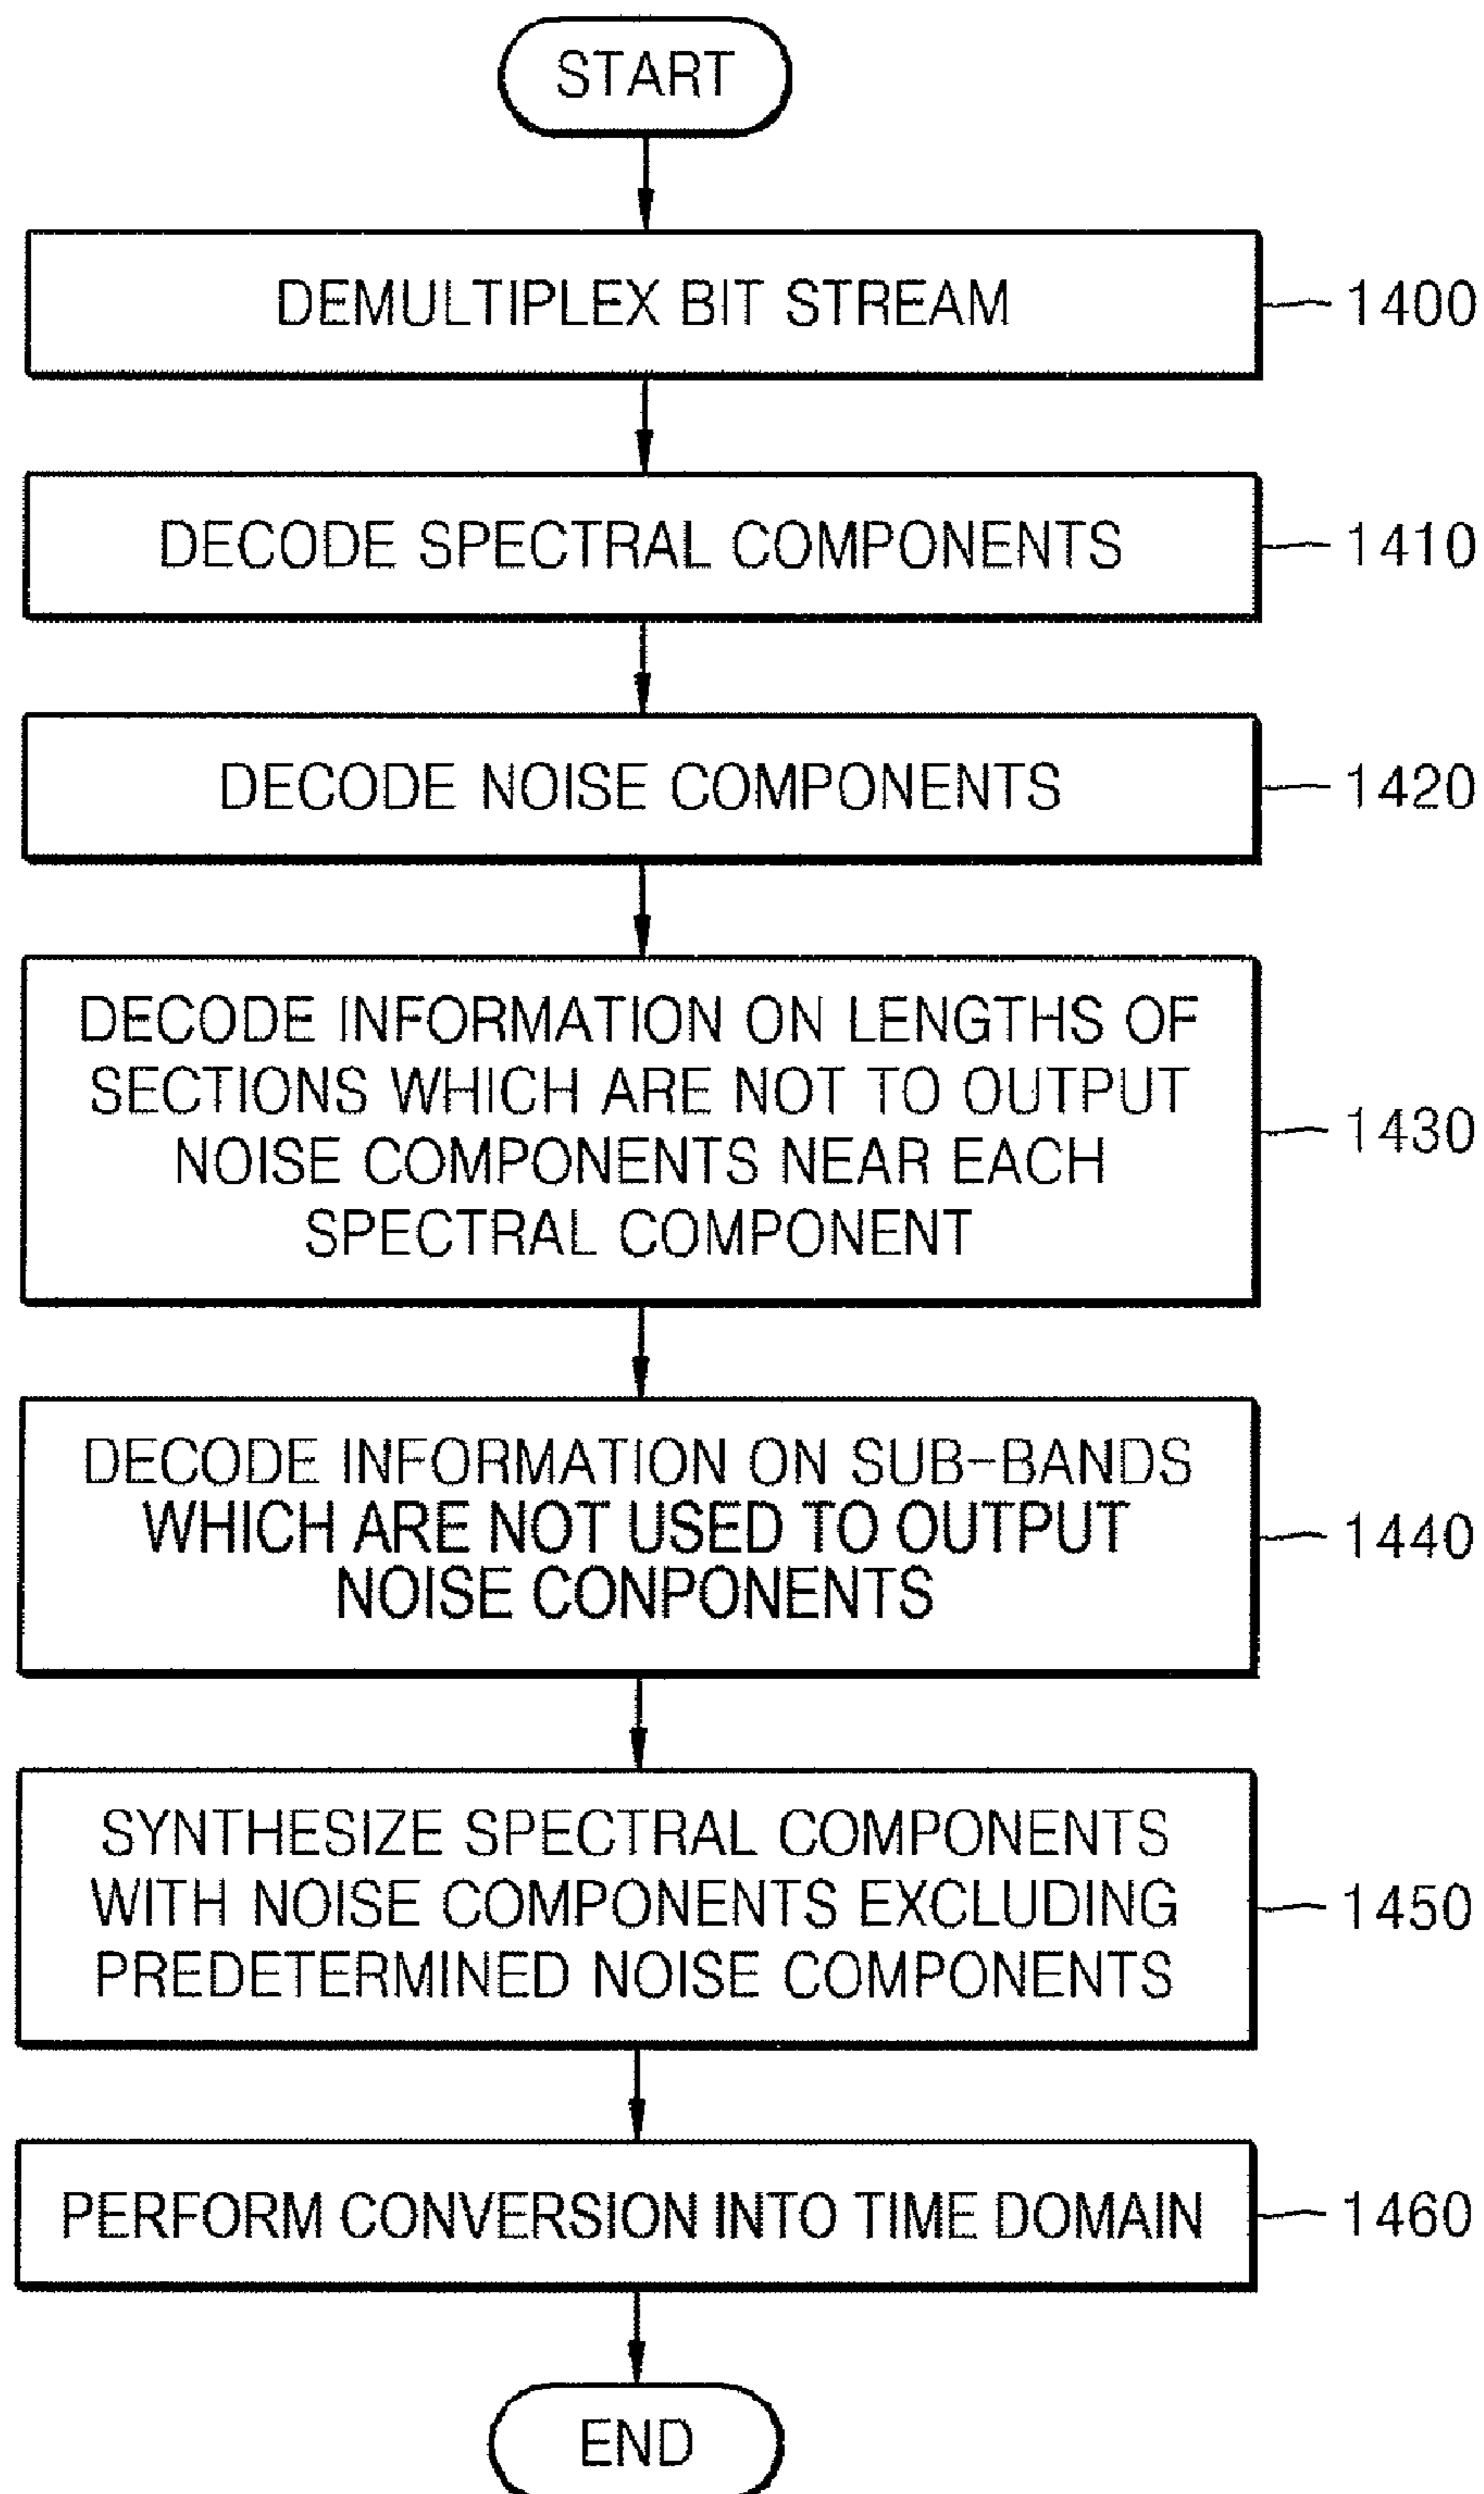 START
DEMULTIPLEX BIT STREAM
1400
DECODE SPECTRAL COMPONENTS
1410
DECODE NOISE COMPONENTS
1420
DECODE INFORMATION ON LENGTHS OF
SECTIONS WHICH ARE NOT TO OUTPUT
NOISE COMPONENTS NEAR EACH
SPECTRAL COMPONENT
1430
DECODE INFORMATION ON SUB-BANDS
WHICH ARE NOT USED TO OUTPUT
NOISE CONPONENTS
1440
SYNTHESIZE SPECTRAL COMPONENTS
WITH NOISE COMPONENTS EXCLUDING
PREDETERMINED NOISE COMPONENTS
1450
PERFORM CONVERSION INTO TIME DOMAIN
1460
END